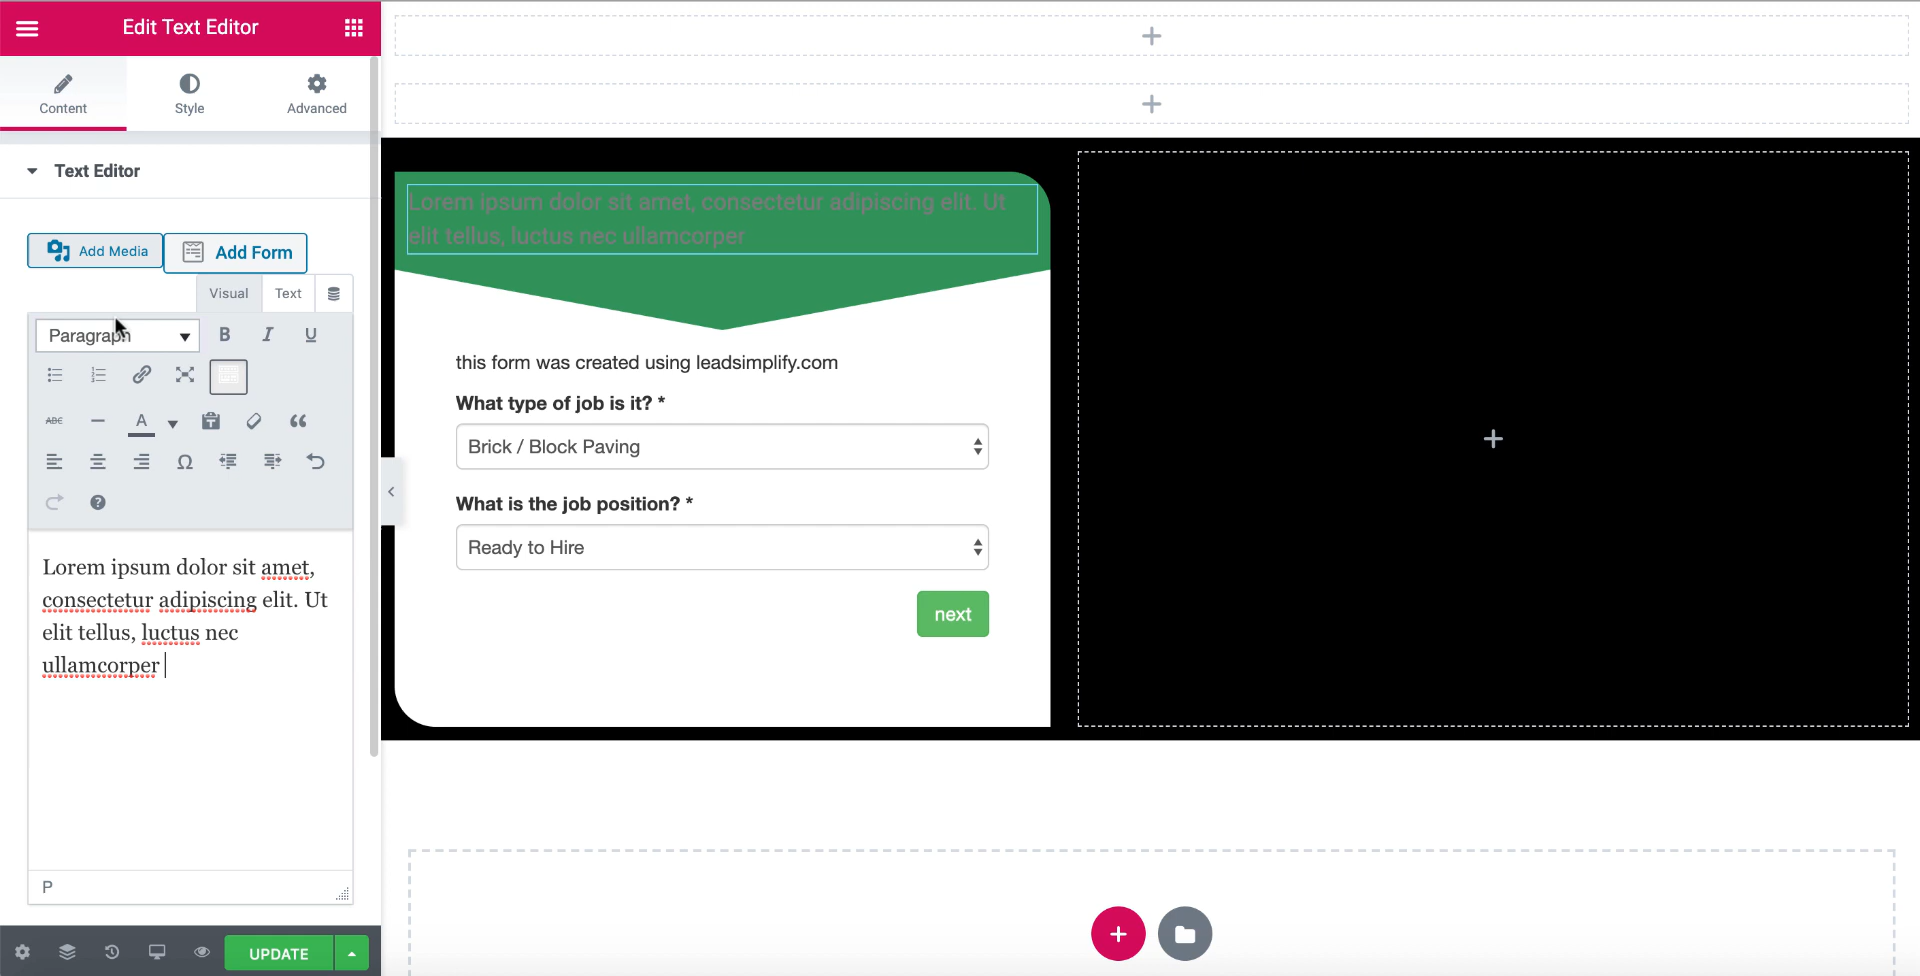 Edit Text Editor
Content
Style
Advanced
Text Editor
Add Media
Add Form
Visual
Text
Paragraph
B
I
U
ABC
A
Ω
Lorem ipsum dolor sit amet,
consectetur adipiscing elit. Ut
elit tellus, luctus nec
ullamcorper
P
UPDATE
Lorem ipsum dolor sit amet, consectetur adipiscing elit. Ut
elit tellus, luctus nec ullamcorper
this form was created using leadsimplify.com
What type of job is it? *
Brick / Block Paving
What is the job position? *
Ready to Hire
next